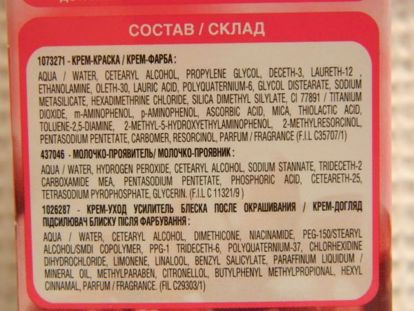 СОСТАВ / СКЛАД
1073271 - КРЕМ-КРАСКА / КРЕМ-ФАРБА :
AQUA / WATER, CETEARYL ALCOHOL, PROPYLENE GLYCOL, DECETH-3, LAURETH-12 ,
ETHANOLAMINE, OLETH-30, LAURIC ACID, POLYQUATERNIUM-6, GLYCOL DISTEARATE, SODIUM
METASILICATE, HEXADIMETHRINE CHLORIDE, SILICA DIMETHYL SILYLATE, CI 77891 / TITANIUM
DIOXIDE, m-AMINOPHENOL, p-AMINOPHENOL, ASCORBIC ACID, MICA, THIOLACTIC ACID,
TOLUENE-2,5-DIAMINE, 2-METHYL-5-HYDROXYETHYLAMINOPHENOL, 2-METHYLRESORCINOL,
PENTASODIUM PENTETATE, CARBOMER, RESORCINOL, PARFUM / FRAGRANCE (F.I.L C35707/1)
437046 - МОЛОЧКО-ПРОЯВИТЕЛЬ/ МОЛОЧКО-ПРОЯВНИК :
AQUA / WATER, HYDROGEN PEROXIDE, CETEARYL ALCOHOL, SODIUM STANNATE, TRIDECETH-2
CARBOXAMIDE MEA, PENTASODIUM PENTETATE, PHOSPHORIC ACID, CETEARETH-25,
TETRASODIUM PYROPHOSPHATE, GLYCERIN. (F.I.L C 11321/9 )
1026287 - КРЕМ-УХОД УСИЛИТЕЛЬ БЛЕСКА ПОСЛЕ ОКРАШИВАНИЯ / КРЕМ-ДОГЛЯД
ПІДСИЛЮВАЧ БЛИСКУ ПІСЛЯ ФАРБУВАННЯ :
AQUA / WATER, CETEARYL ALCOHOL, DIMETHICONE, NIACINAMIDE, PEG-150/STEARYL
ALCOHOL/SMDI COPOLYMER, PPG-1 TRIDECETH-6, POLYQUATERNIUM-37, CHLORHEXIDINE
DIHYDROCHLORIDE, LIMONENE, LINALOOL, BENZYL SALICYLATE, PARAFFINUM LIQUIDUM /
MINERAL OIL, METHYLPARABEN, CITRONELLOL, BUTYLPHENYL METHYLPROPIONAL, HEXYL
CINNAMAL, PARFUM / FRAGRANCE (FIL C29303/1)